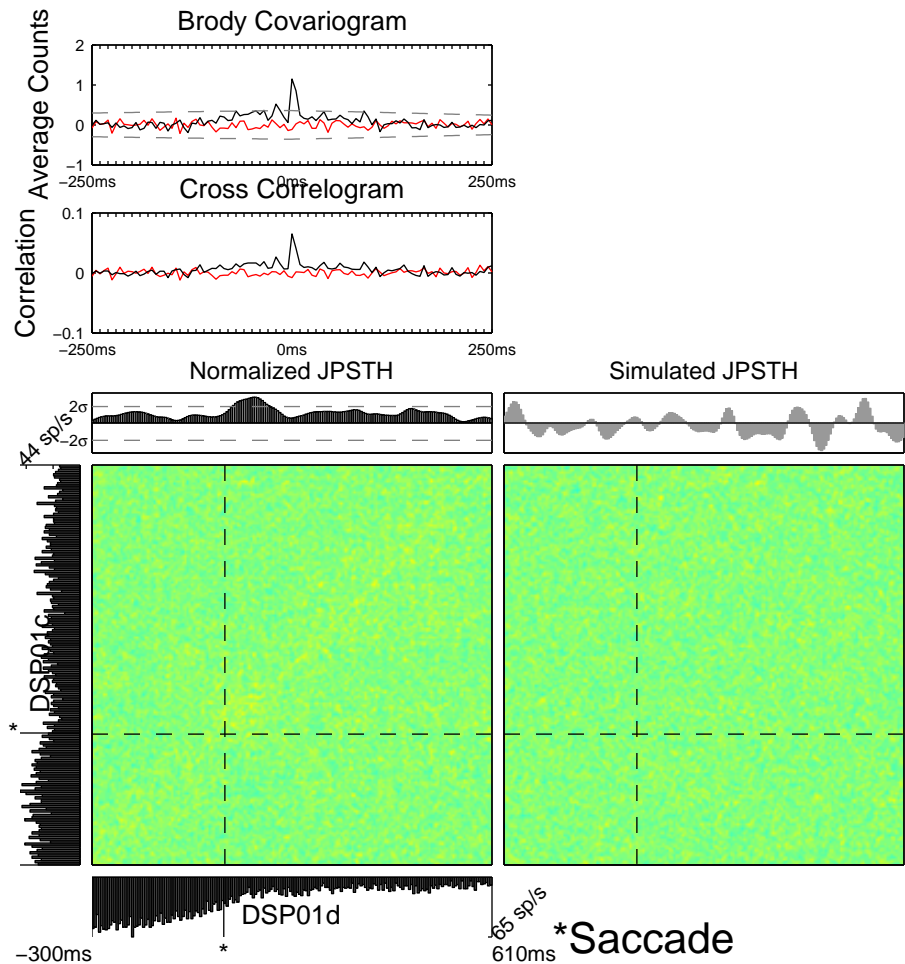 Brody Covariogram
Average Counts
2
1
0
−1
−250ms
0ms
250ms
Cross Correlogram
Correlation
0.1
0
−0.1
−250ms
0ms
250ms
Normalized JPSTH
Simulated JPSTH
2σ
−2σ
44 sp/s
DSP01c
*
DSP01d
65 sp/s
−300ms
*
610ms
*Saccade